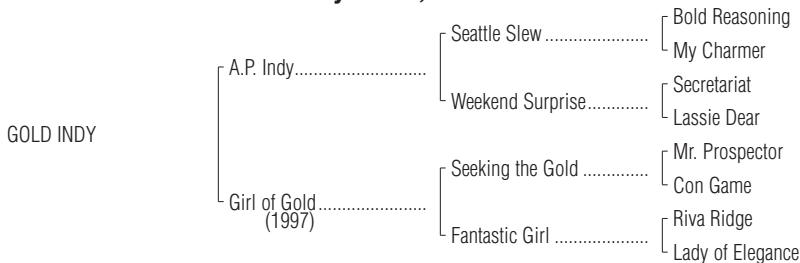 Bold Reasoning
Seattle Slew ........................
My Charmer
A.P. Indy..............................
Secretariat
Weekend Surprise..............
Lassie Dear
GOLD INDY
Mr. Prospector
Seeking the Gold ...............
Con Game
Girl of Gold.........................
(1997)
Riva Ridge
Fantastic Girl ......................
Lady of Elegance